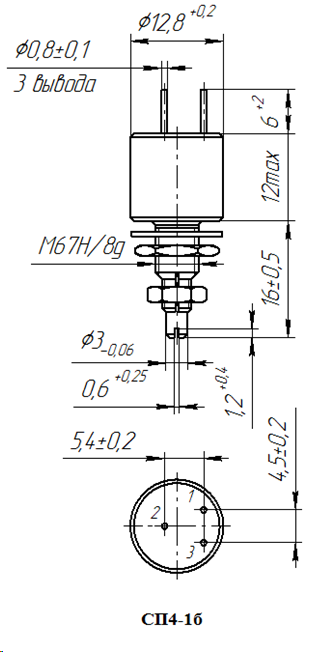 Ø12,8 +0,2
Ø0,8±0,1
3 вывода
6 +2
12max
М67Н/8g
16±0,5
Ø3-0,06
0,6 +0,25
1,2 +0,4
5,4±0,2
4,5±0,2
1
2
3
СП4-1б